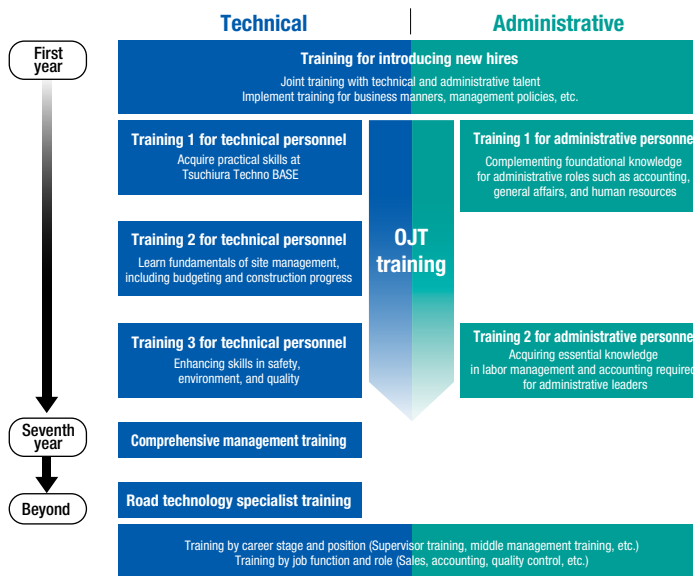 Technical
Administrative
First
year
Training for introducing new hires
Joint training with technical and administrative talent
Implement training for business manners, management policies, etc.
Training 1 for technical personnel
Acquire practical skills at
Tsuchiura Techno BASE
Training 1 for administrative personnel
Complementing foundational knowledge
for administrative roles such as accounting,
general affairs, and human resources
Training 2 for technical personnel
Learn fundamentals of site management,
including budgeting and construction progress
OJT
training
Training 3 for technical personnel
Enhancing skills in safety,
environment, and quality
Training 2 for administrative personnel
Acquiring essential knowledge
in labor management and accounting required
for administrative leaders
Seventh
year
Comprehensive management training
Beyond
Road technology specialist training
Training by career stage and position (Supervisor training, middle management training, etc.)
Training by job function and role (Sales, accounting, quality control, etc.)